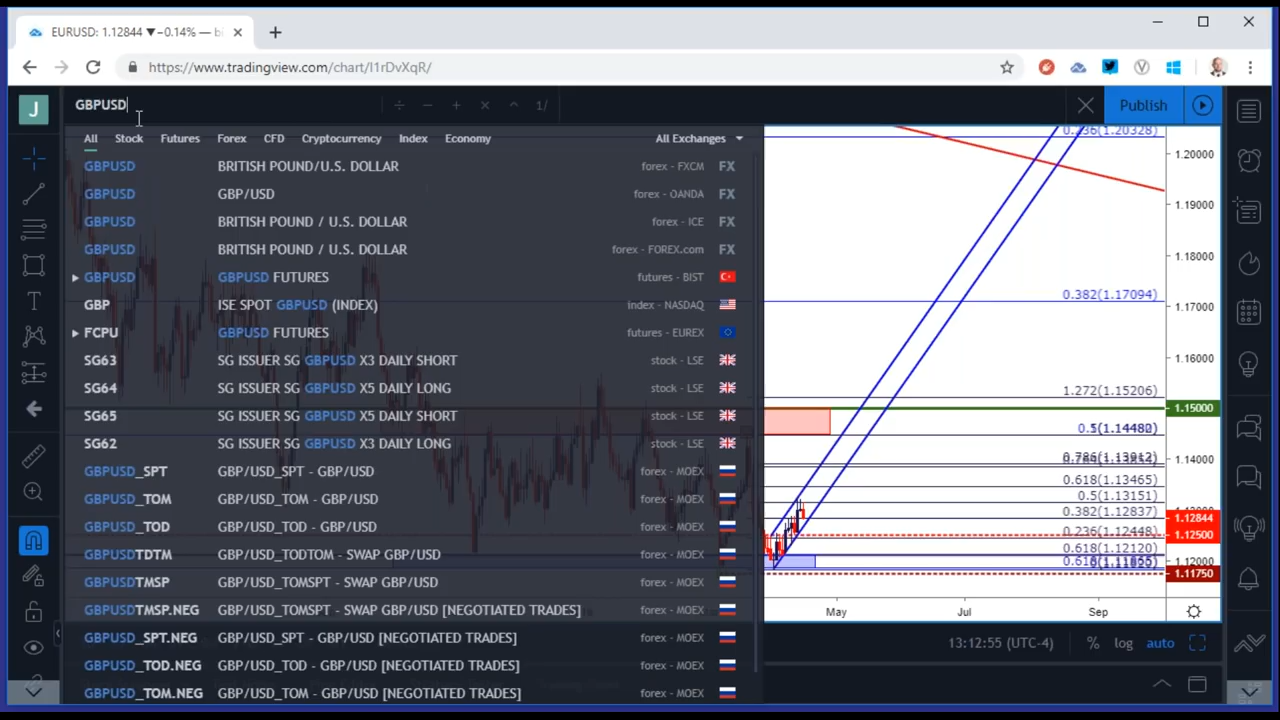 EURUSD: 1.12844 ▼−0.14% — b
https://www.tradingview.com/chart/I1rDvXqR/
J
GBPUSD
1/
Publish
All Stock Futures Forex CFD Cryptocurrency Index Economy All Exchanges
GBPUSD BRITISH POUND/U.S. DOLLAR forex - FXCM FX
GBPUSD GBP/USD forex - OANDA FX
GBPUSD BRITISH POUND / U.S. DOLLAR forex - ICE FX
GBPUSD BRITISH POUND / U.S. DOLLAR forex - FOREX.com FX
GBPUSD GBPUSD FUTURES futures - BIST
GBP ISE SPOT GBPUSD (INDEX) index - NASDAQ
FCPU GBPUSD FUTURES futures - EUREX
SG63 SG ISSUER SG GBPUSD X3 DAILY SHORT stock - LSE
SG64 SG ISSUER SG GBPUSD X5 DAILY LONG stock - LSE
SG65 SG ISSUER SG GBPUSD X5 DAILY SHORT stock - LSE
SG62 SG ISSUER SG GBPUSD X3 DAILY LONG stock - LSE
GBPUSD_SPT GBP/USD_SPT - GBP/USD forex - MOEX
GBPUSD_TOM GBP/USD_TOM - GBP/USD forex - MOEX
GBPUSD_TOD GBP/USD_TOD - GBP/USD forex - MOEX
GBPUSDTDTM GBP/USD_TODTOM - SWAP GBP/USD forex - MOEX
GBPUSDTMSP GBP/USD_TOMSPT - SWAP GBP/USD forex - MOEX
GBPUSDTMSP.NEG GBP/USD_TOMSPT - SWAP GBP/USD [NEGOTIATED TRADES] forex - MOEX
GBPUSD_SPT.NEG GBP/USD_SPT - GBP/USD [NEGOTIATED TRADES] forex - MOEX
GBPUSD_TOD.NEG GBP/USD_TOD - GBP/USD [NEGOTIATED TRADES] forex - MOEX
GBPUSD_TOM.NEG GBP/USD_TOM - GBP/USD [NEGOTIATED TRADES] forex - MOEX
0.236(1.20328)
0.382(1.17094)
1.272(1.15206)
0.618(1.13465)
0.5(1.13151)
0.382(1.12837)
0.236(1.12448)
0.618(1.12120)
1.20000
1.19000
1.18000
1.17000
1.16000
1.15000
1.14000
1.12844
1.12500
1.12000
1.11750
May Jul Sep
13:12:55 (UTC-4) % log auto